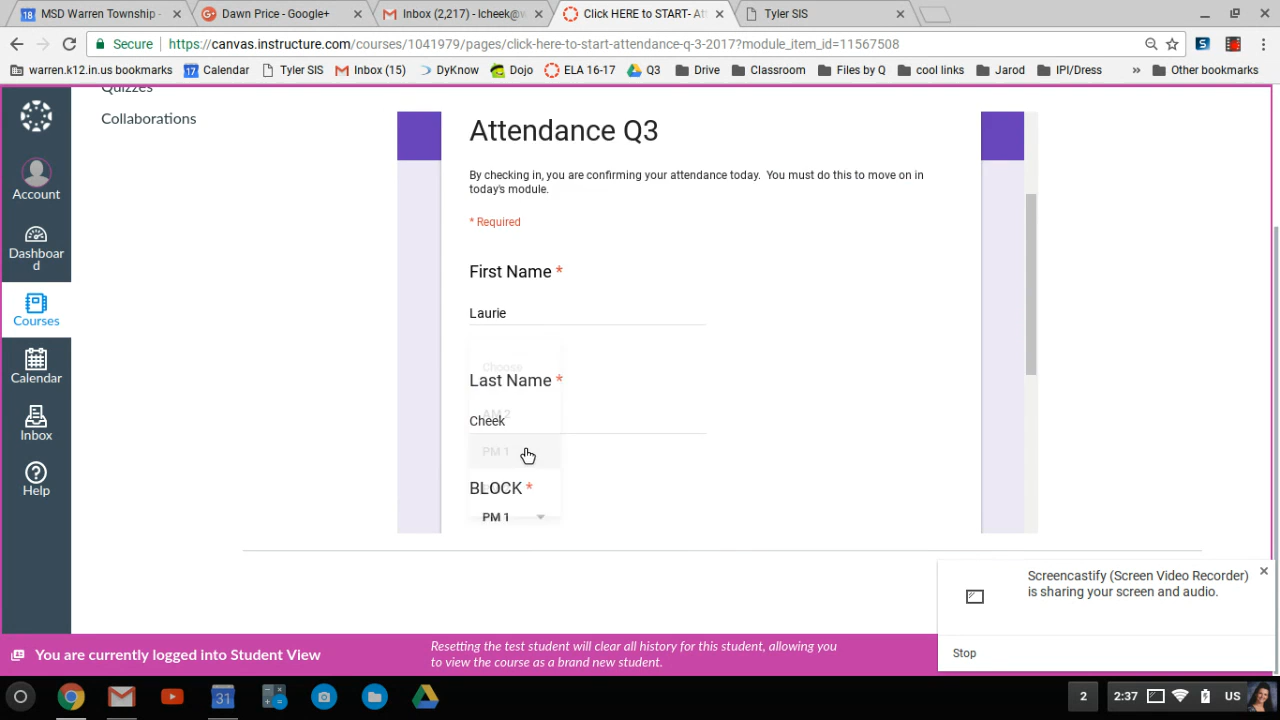 MSD Warren Township -
Dawn Price - Google+
Inbox (2,217) - lcheek@w
Click HERE to START- Att
Tyler SIS
Secure
https://canvas.instructure.com/courses/1041979/pages/click-here-to-start-attendance-q-3-2017?module_item_id=11567508
warren.k12.in.us bookmarks
17
Calendar
Tyler SIS
Inbox (15)
DyKnow
Dojo
ELA 16-17
Q3
Drive
Classroom
Files by Q
cool links
Jarod
IPI/Dress
»
Other bookmarks
Quizzes
Collaborations
Account
Dashboar
d
Courses
Calendar
Inbox
Help
Attendance Q3
By checking in, you are confirming your attendance today. You must do this to move on in
today's module.
* Required
First Name *
Laurie
Choose
Last Name *
AM 2
Cheek
PM 1
BLOCK *
PM 1
Screencastify (Screen Video Recorder)
is sharing your screen and audio.
Stop
You are currently logged into Student View
Resetting the test student will clear all history for this student, allowing you
to view the course as a brand new student.
31
2
2:37
US